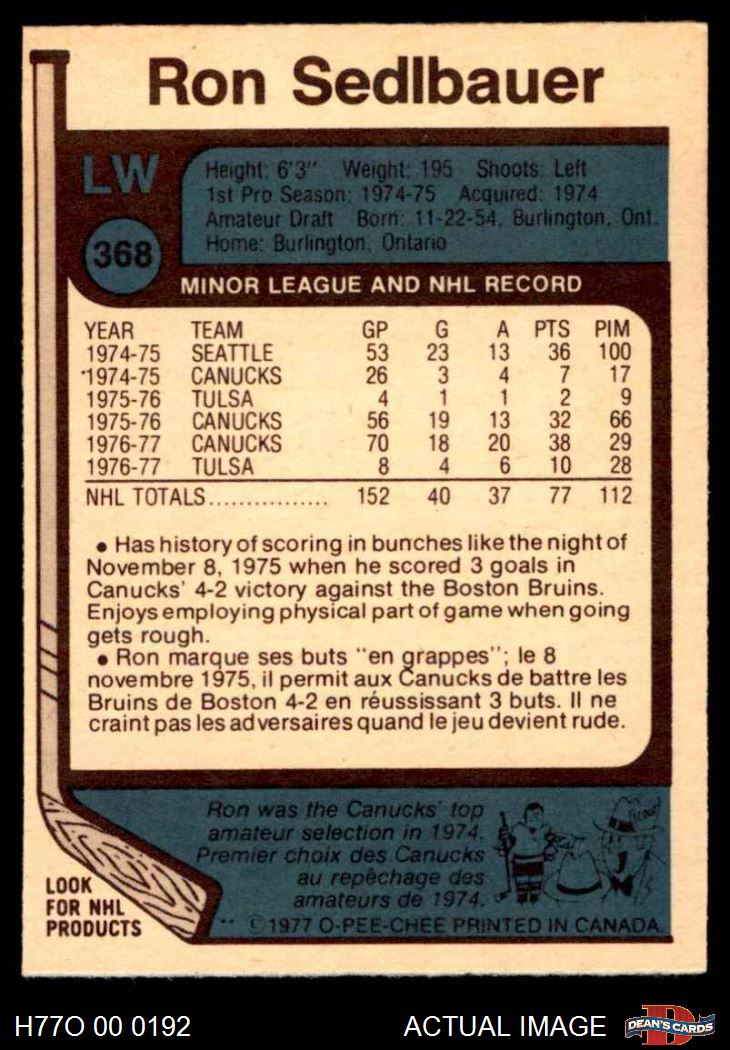 Ron Sedlbauer
LW
368
Height: 6'3" Weight: 195 Shoots: Left
1st Pro Season: 1974-75 Acquired: 1974
Amateur Draft Born: 11-22-54, Burlington, Ont.
Home: Burlington, Ontario
MINOR LEAGUE AND NHL RECORD
YEAR TEAM GP G A PTS PIM
1974-75 SEATTLE 53 23 13 36 100
1974-75 CANUCKS 26 3 4 7 17
1975-76 TULSA 4 1 1 2 9
1975-76 CANUCKS 56 19 13 32 66
1976-77 CANUCKS 70 18 20 38 29
1976-77 TULSA 8 4 6 10 28
NHL TOTALS................ 152 40 37 77 112
• Has history of scoring in bunches like the night of
November 8, 1975 when he scored 3 goals in
Canucks' 4-2 victory against the Boston Bruins.
Enjoys employing physical part of game when going
gets rough.
• Ron marque ses buts "en grappes"; le 8
novembre 1975, il permit aux Canucks de battre les
Bruins de Boston 4-2 en réussissant 3 buts. Il ne
craint pas les adversaires quand le jeu devient rude.
Ron was the Canucks' top
amateur selection in 1974.
Premier choix des Canucks
au repêchage des
amateurs de 1974.
Scout
LOOK
FOR NHL
PRODUCTS
** © 1977 O-PEE-CHEE PRINTED IN CANADA
H77O 00 0192
ACTUAL IMAGE
D
DEAN'S CARDS